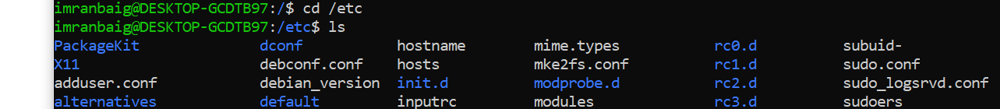 imranbaig@DESKTOP-GCDTB97:/$ cd /etc
imranbaig@DESKTOP-GCDTB97:/etc$ ls
PackageKit dconf hostname mime.types rc0.d subuid-
X11 debconf.conf hosts mke2fs.conf rc1.d sudo.conf
adduser.conf debian_version init.d modprobe.d rc2.d sudo_logsrvd.conf
alternatives default inputrc modules rc3.d sudoers